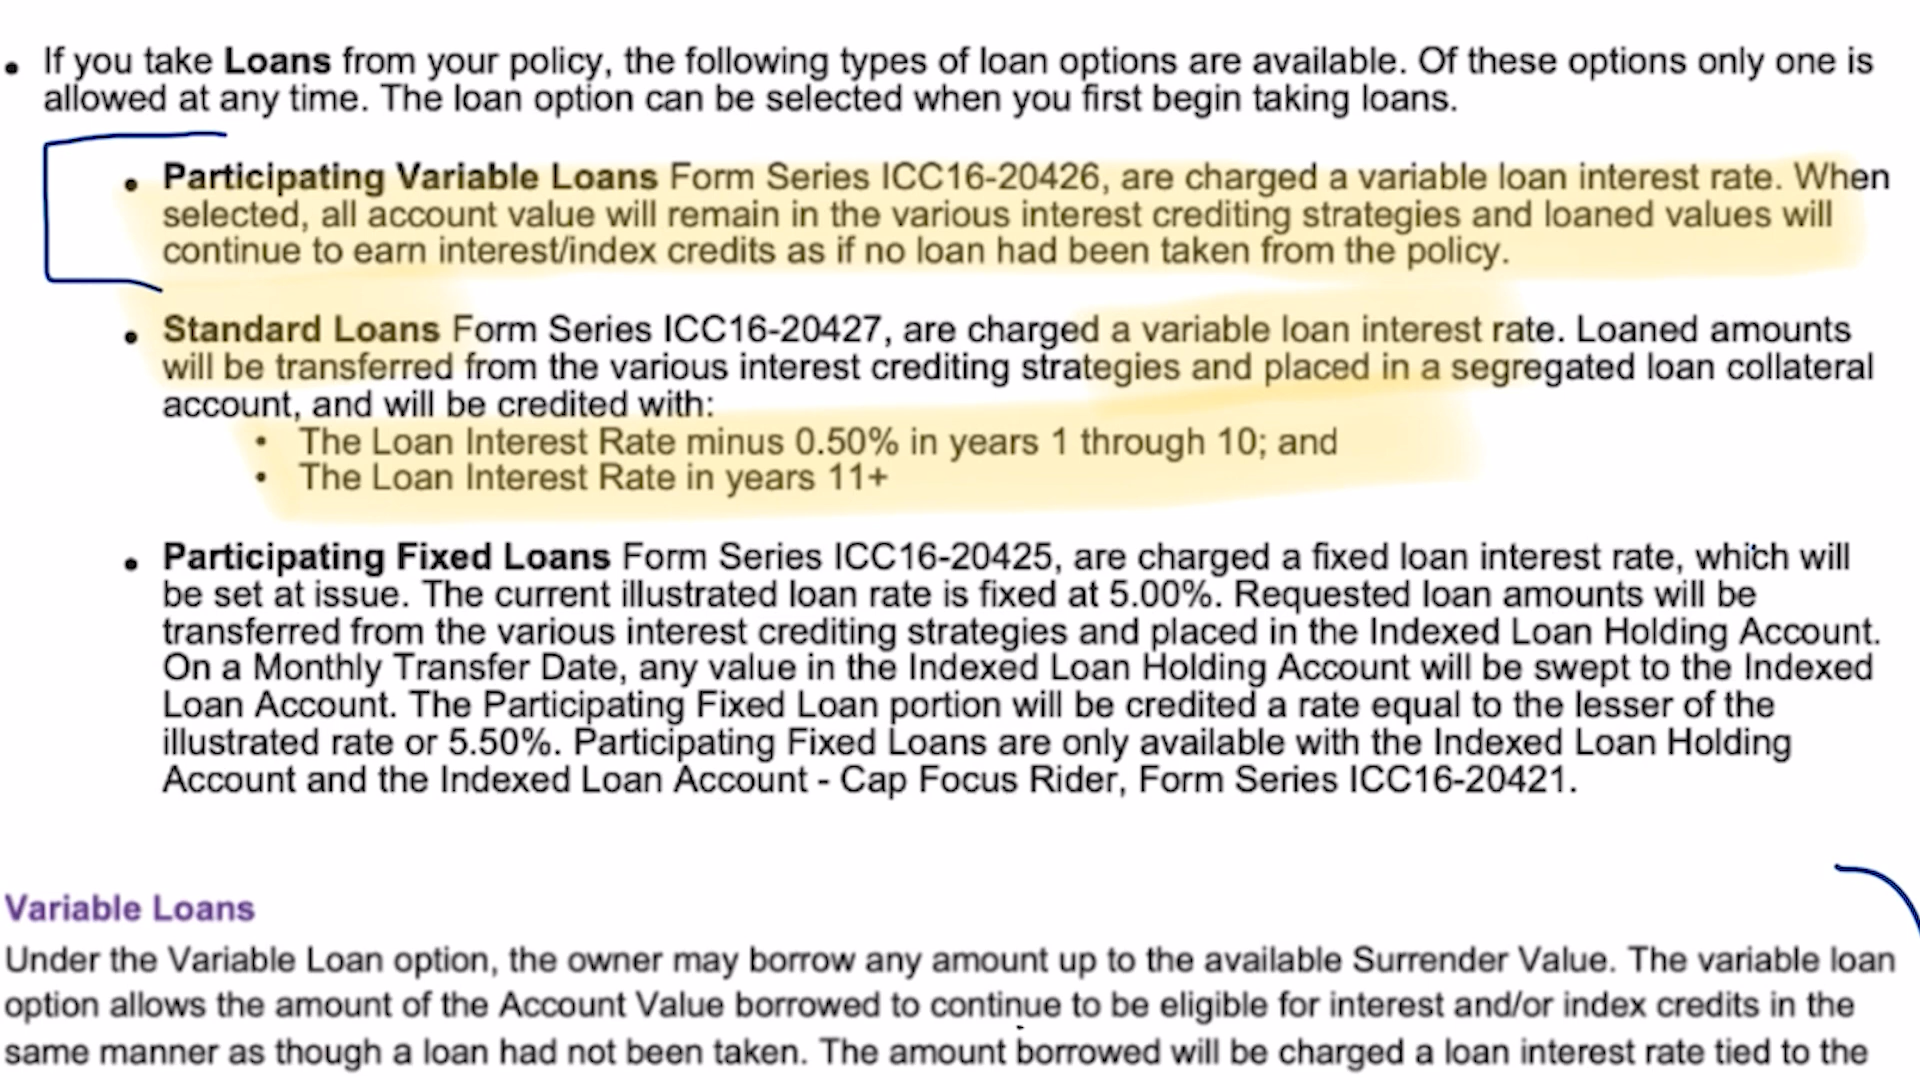 • If you take Loans from your policy, the following types of loan options are available. Of these options only one is
allowed at any time. The loan option can be selected when you first begin taking loans.
• Participating Variable Loans Form Series ICC16-20426, are charged a variable loan interest rate. When
selected, all account value will remain in the various interest crediting strategies and loaned values will
continue to earn interest/index credits as if no loan had been taken from the policy.
• Standard Loans Form Series ICC16-20427, are charged a variable loan interest rate. Loaned amounts
will be transferred from the various interest crediting strategies and placed in a segregated loan collateral
account, and will be credited with:
• The Loan Interest Rate minus 0.50% in years 1 through 10; and
• The Loan Interest Rate in years 11+
• Participating Fixed Loans Form Series ICC16-20425, are charged a fixed loan interest rate, which will
be set at issue. The current illustrated loan rate is fixed at 5.00%. Requested loan amounts will be
transferred from the various interest crediting strategies and placed in the Indexed Loan Holding Account.
On a Monthly Transfer Date, any value in the Indexed Loan Holding Account will be swept to the Indexed
Loan Account. The Participating Fixed Loan portion will be credited a rate equal to the lesser of the
illustrated rate or 5.50%. Participating Fixed Loans are only available with the Indexed Loan Holding
Account and the Indexed Loan Account - Cap Focus Rider, Form Series ICC16-20421.
Variable Loans
Under the Variable Loan option, the owner may borrow any amount up to the available Surrender Value. The variable loan
option allows the amount of the Account Value borrowed to continue to be eligible for interest and/or index credits in the
same manner as though a loan had not been taken. The amount borrowed will be charged a loan interest rate tied to the